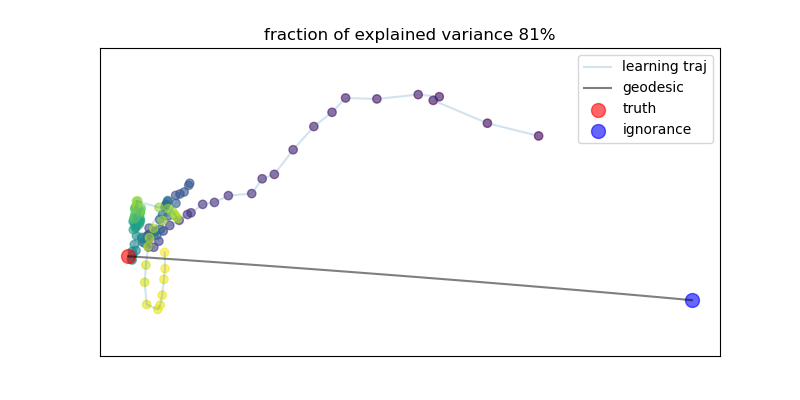 fraction of explained variance 81%
learning traj
geodesic
truth
ignorance